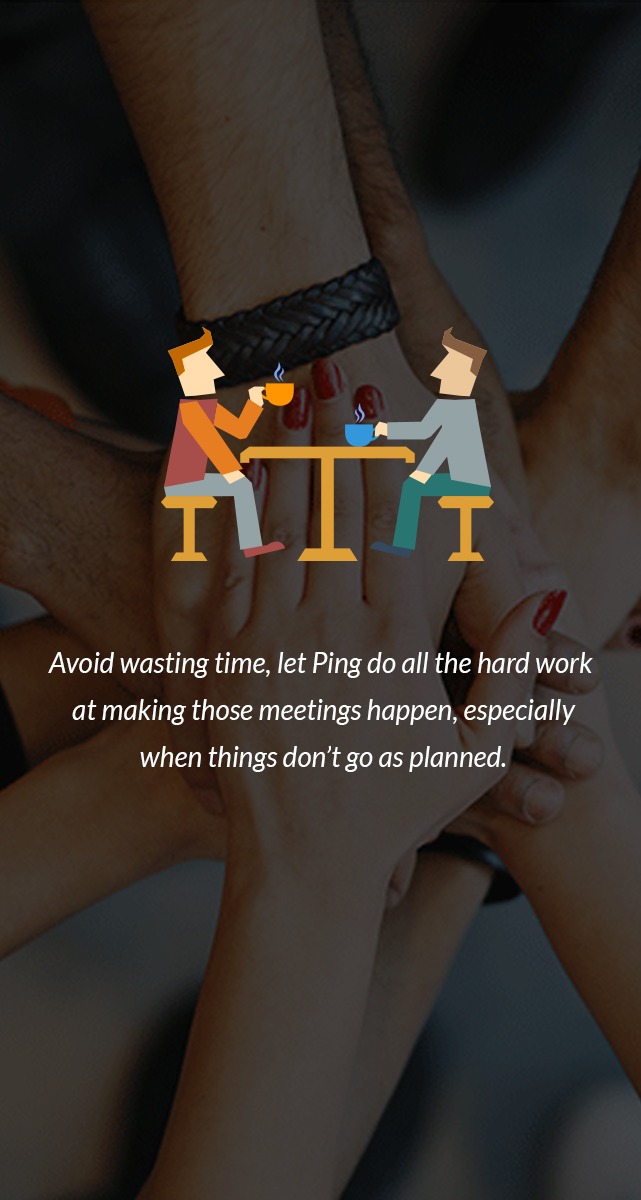 Avoid wasting time, let Ping do all the hard work
at making those meetings happen, especially
when things don’t go as planned.